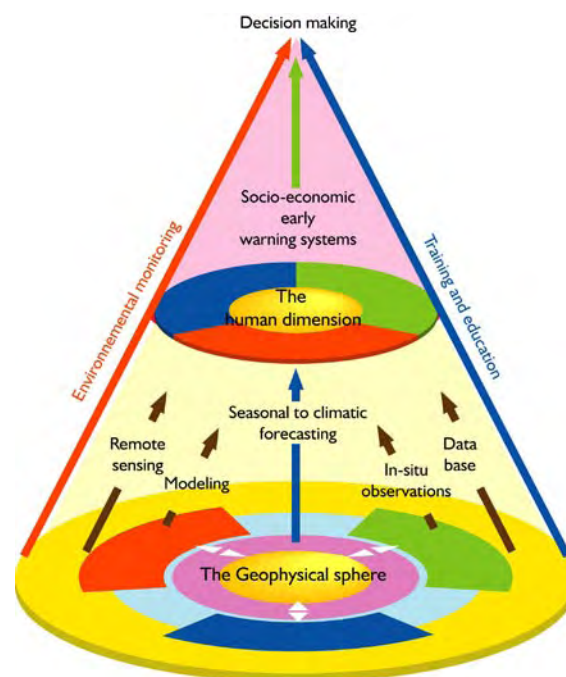 Decision making
Socio-economic
early
warning systems
Environnemental monitoring
Training and education
The
human dimension
Seasonal to climatic
forecasting
Remote
sensing
Modeling
In-situ
observations
Data
base
The Geophysical sphere